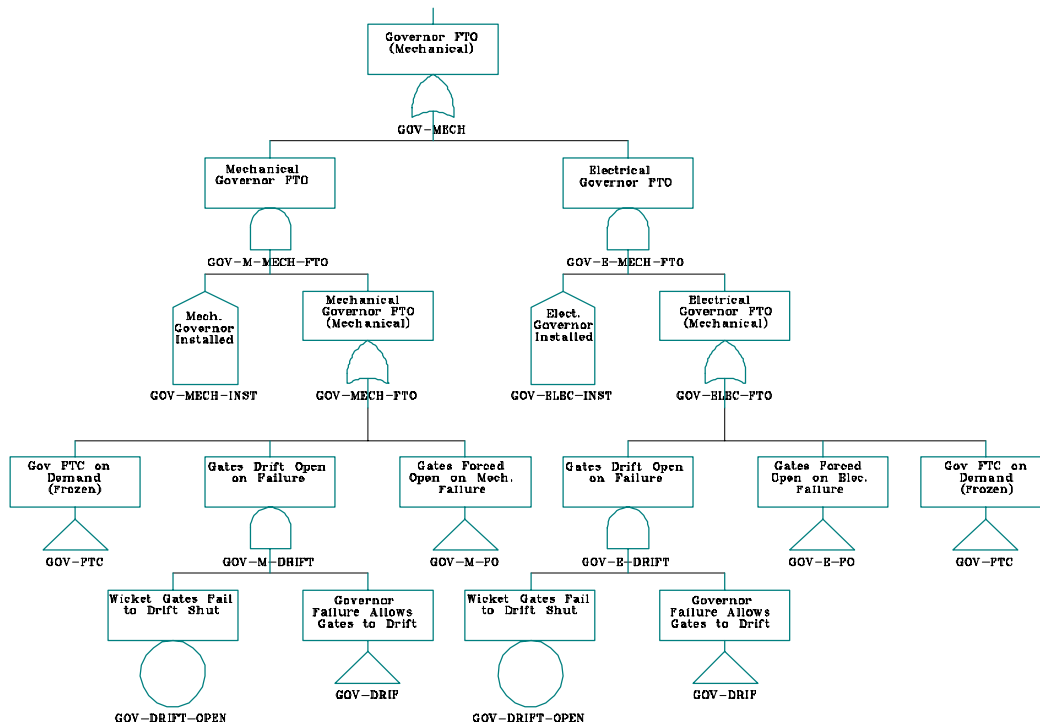 Governor FTO
(Mechanical)
GOV-MECH
Mechanical
Governor FTO
GOV-M-MECH-FTO
Electrical
Governor FTO
GOV-E-MECH-FTO
Mech.
Governor
Installed
GOV-MECH-INST
Mechanical
Governor FTO
(Mechanical)
GOV-MECH-FTO
Elect.
Governor
Installed
GOV-ELEC-INST
Electrical
Governor FTO
(Mechanical)
GOV-ELEC-FTO
Gov FTC on
Demand
(Frozen)
GOV-FTC
Gates Drift Open
on Failure
GOV-M-DRIFT
Gates Forced
Open on Mech.
Failure
GOV-M-FO
Gates Drift Open
on Failure
GOV-E-DRIFT
Gates Forced
Open on Elec.
Failure
GOV-E-FO
Gov FTC on
Demand
(Frozen)
GOV-FTC
Wicket Gates Fail
to Drift Shut
GOV-DRIFT-OPEN
Governor
Failure Allows
Gates to Drift
GOV-DRIF
Wicket Gates Fail
to Drift Shut
GOV-DRIFT-OPEN
Governor
Failure Allows
Gates to Drift
GOV-DRIF